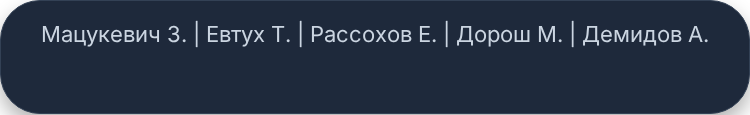 Мацукевич З. | Евтух Т. | Рассохов Е. | Дорош М. | Демидов А.